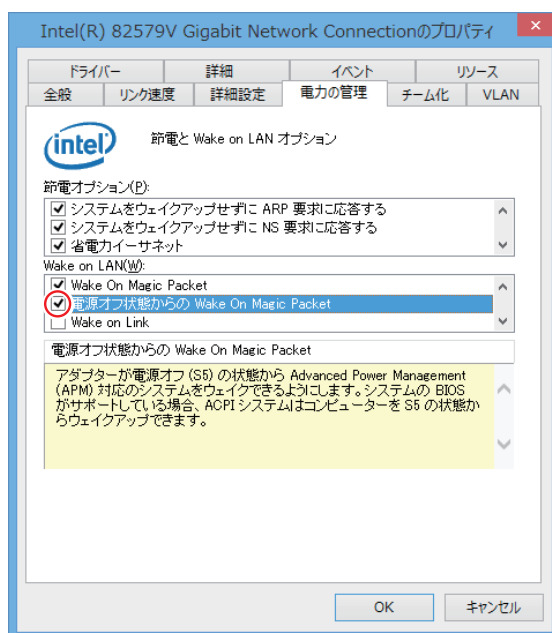 Intel(R) 82579V Gigabit Network Connectionのプロパティ
ドライバー 詳細 イベント リソース
全般 リンク速度 詳細設定 電力の管理 チーム化 VLAN
intel 節電と Wake on LAN オプション
節電オプション(P):
システムをウェイクアップせずに ARP 要求に応答する
システムをウェイクアップせずに NS 要求に応答する
省電力イーサネット
Wake on LAN(W):
Wake On Magic Packet
電源オフ状態からの Wake On Magic Packet
Wake on Link
電源オフ状態からの Wake On Magic Packet
アダプターが電源オフ (S5) の状態から Advanced Power Management
(APM) 対応のシステムをウェイクできるようにします。システムの BIOS
がサポートしている場合、ACPI システムはコンピューターを S5 の状態か
らウェイクアップできます。
OK キャンセル